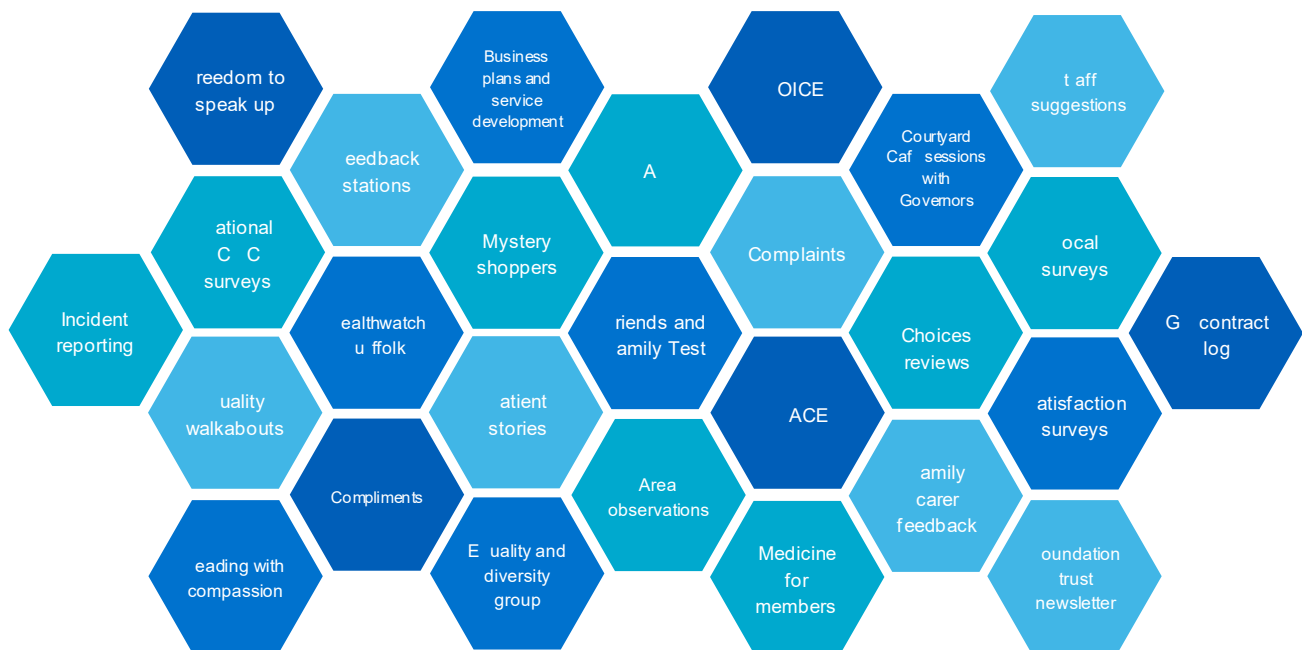 reedom to
speak up
Business
plans and
service
development
OICE
t aff
suggestions
eedback
stations
A
Courtyard
Caf sessions
with
Governors
ational
C C
surveys
Mystery
shoppers
Complaints
ocal
surveys
Incident
reporting
ealthwatch
u ffolk
riends and
amily Test
Choices
reviews
G contract
log
uality
walkabouts
atient
stories
ACE
atisfaction
surveys
Compliments
Area
observations
amily
carer
feedback
eading with
compassion
E uality and
diversity
group
Medicine
for
members
oundation
trust
newsletter